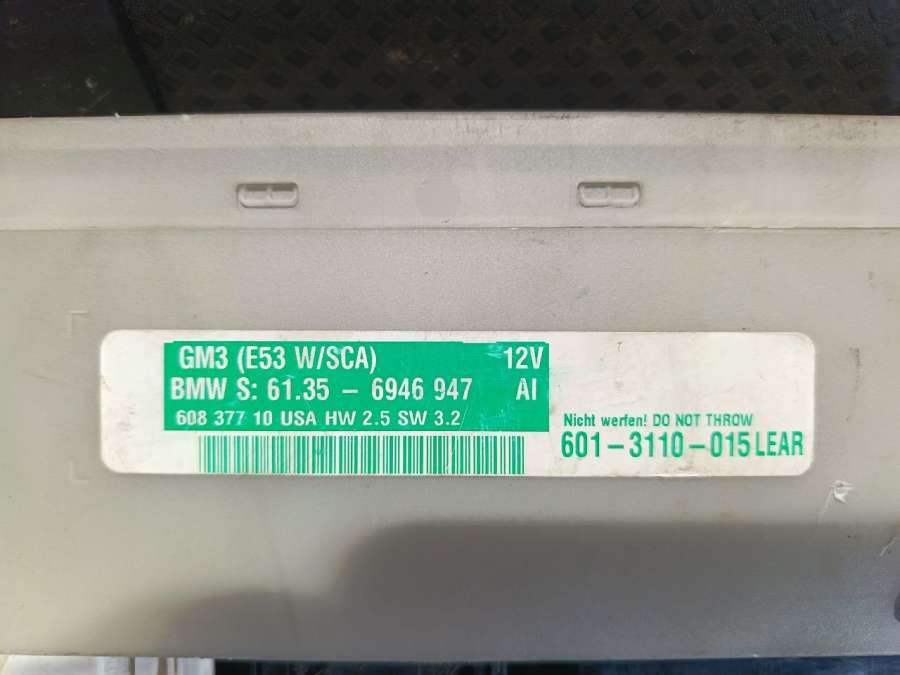 GM3 (E53 W/SCA) 12V
BMW S: 61.35 – 6946 947 AI
608 377 10 USA HW 2.5 SW 3.2
Nicht werfen! DO NOT THROW
601–3110–015 LEAR